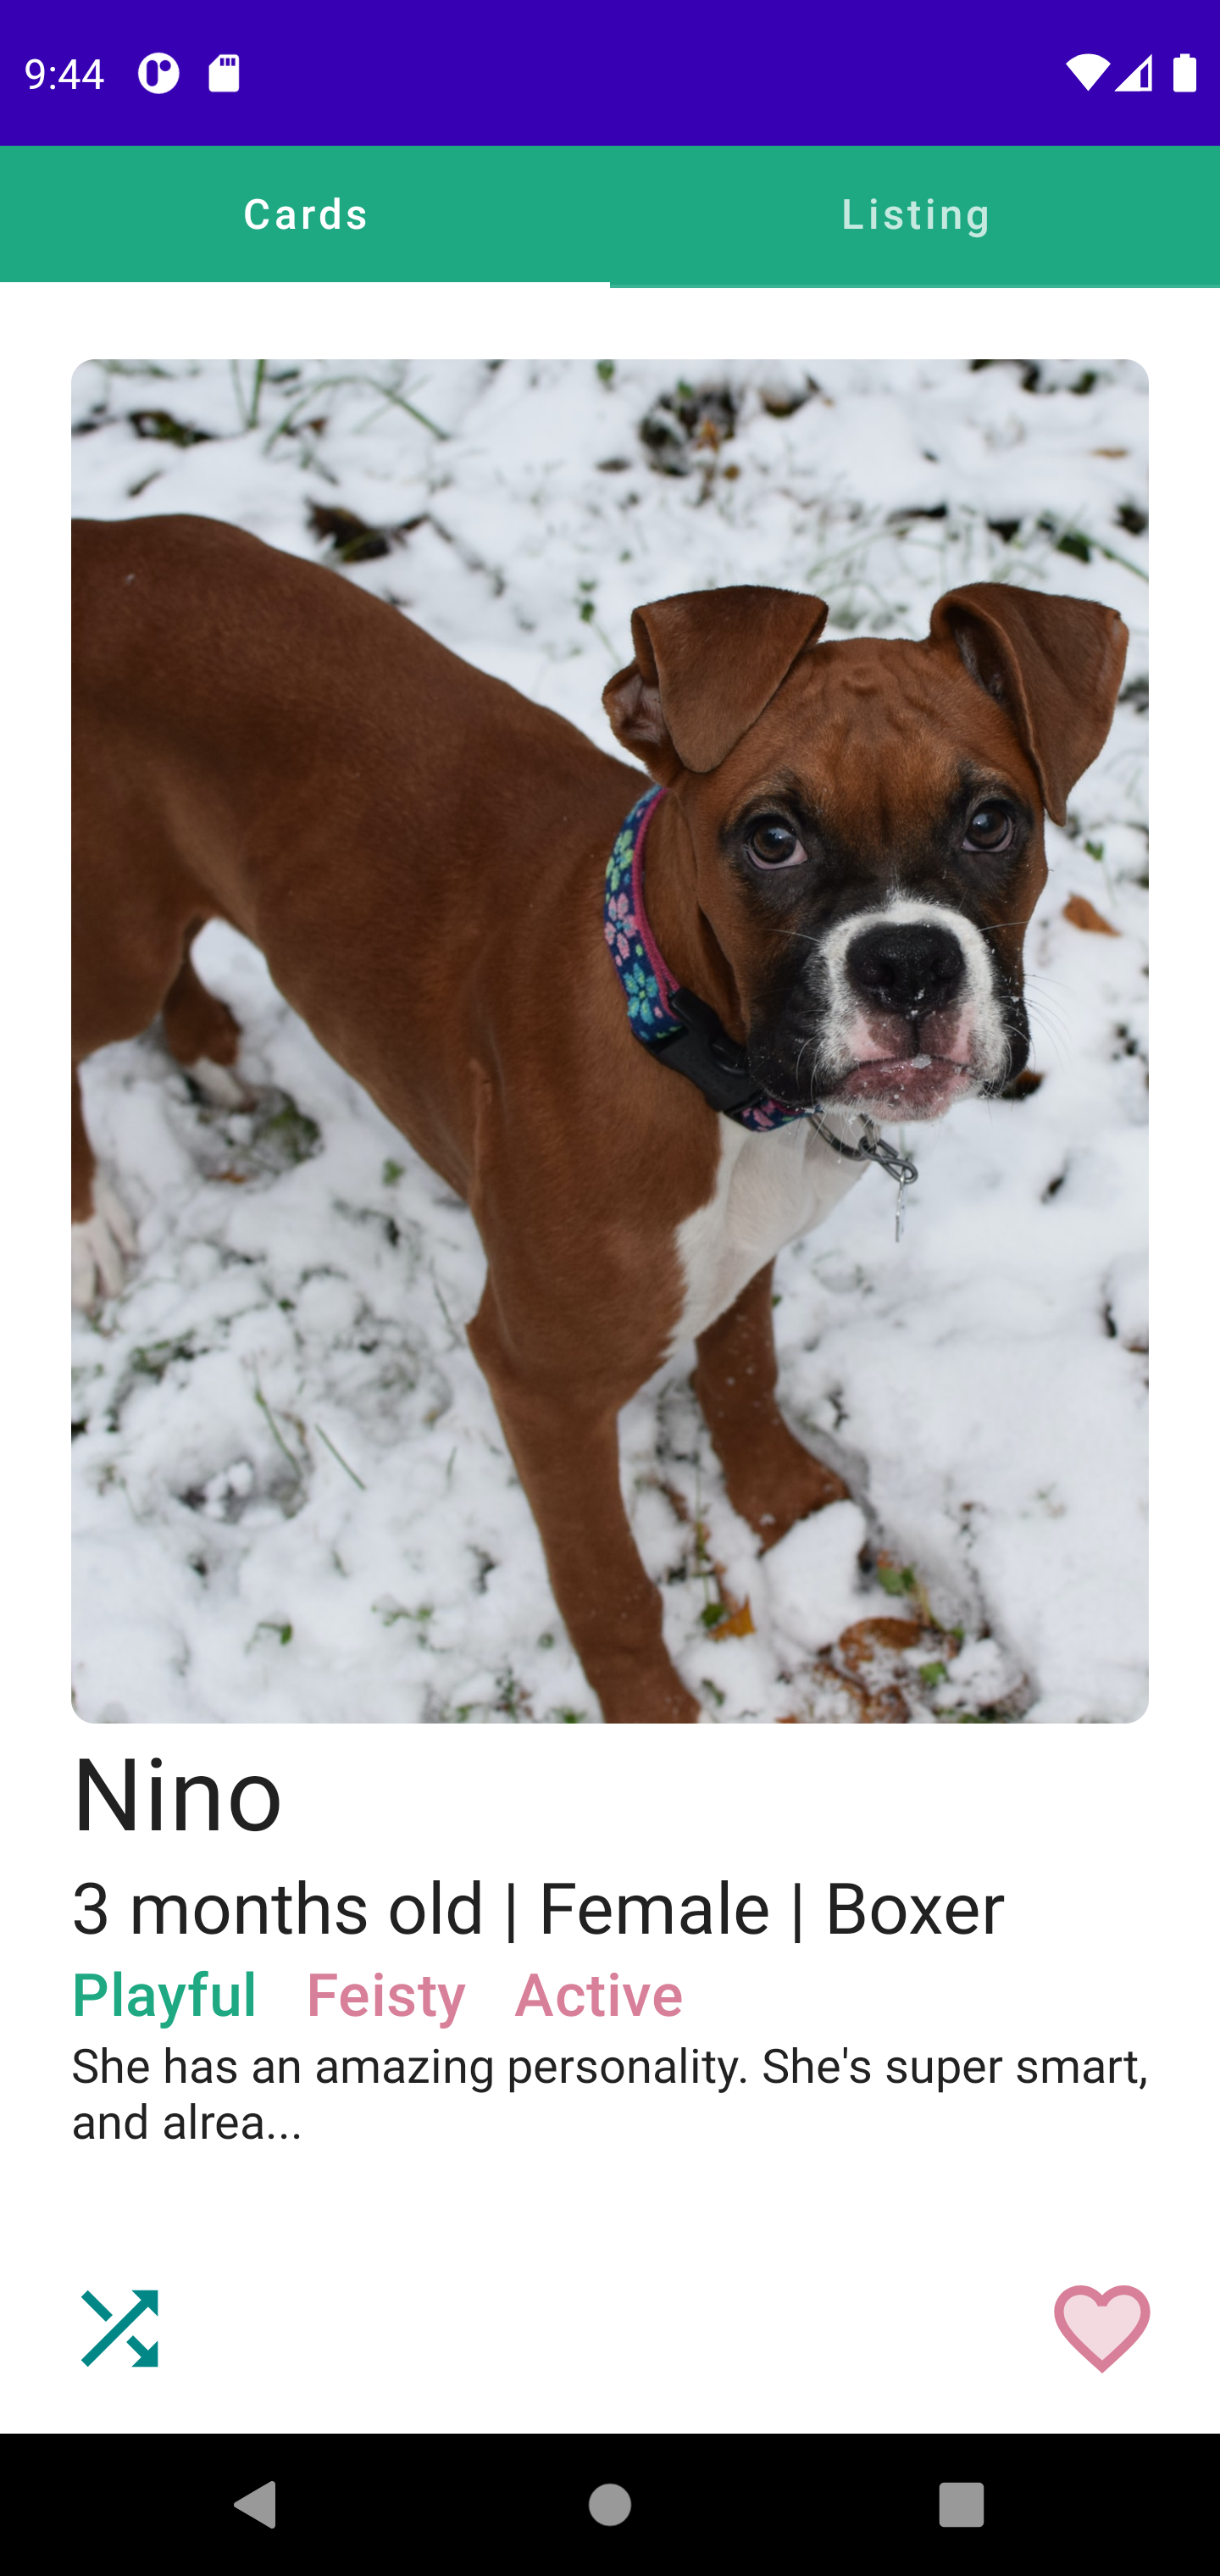 9:44
Cards
Listing
Nino
3 months old | Female | Boxer
Playful Feisty Active
She has an amazing personality. She's super smart,
and alrea...